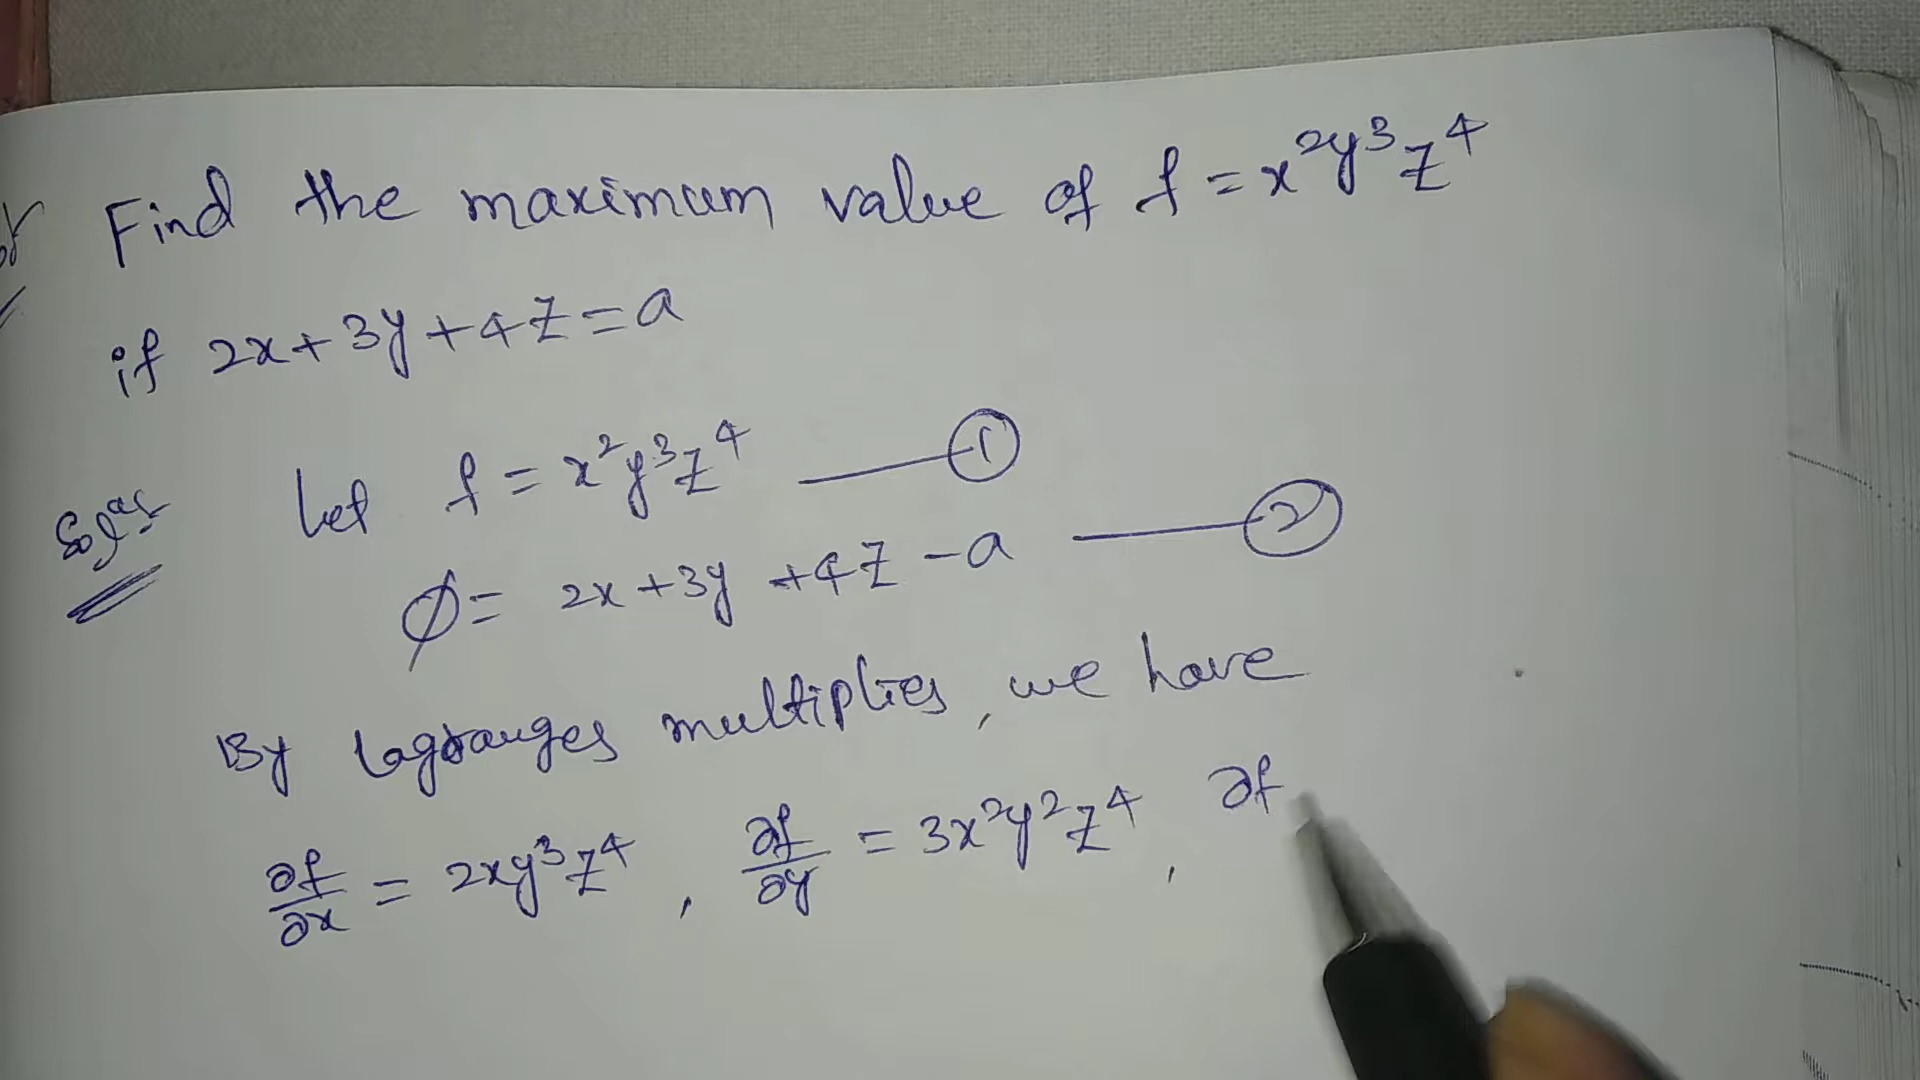 Find the maximum value of f = x²y³z⁴
if 2x+3y+4z=a
Let f = x²y³z⁴ —— ①
Ø = 2x+3y+4z-a —— ②
By Lagranges multiplies, we have
∂f/∂x = 2xy³z⁴, ∂f/∂y = 3x²y²z⁴, ∂f